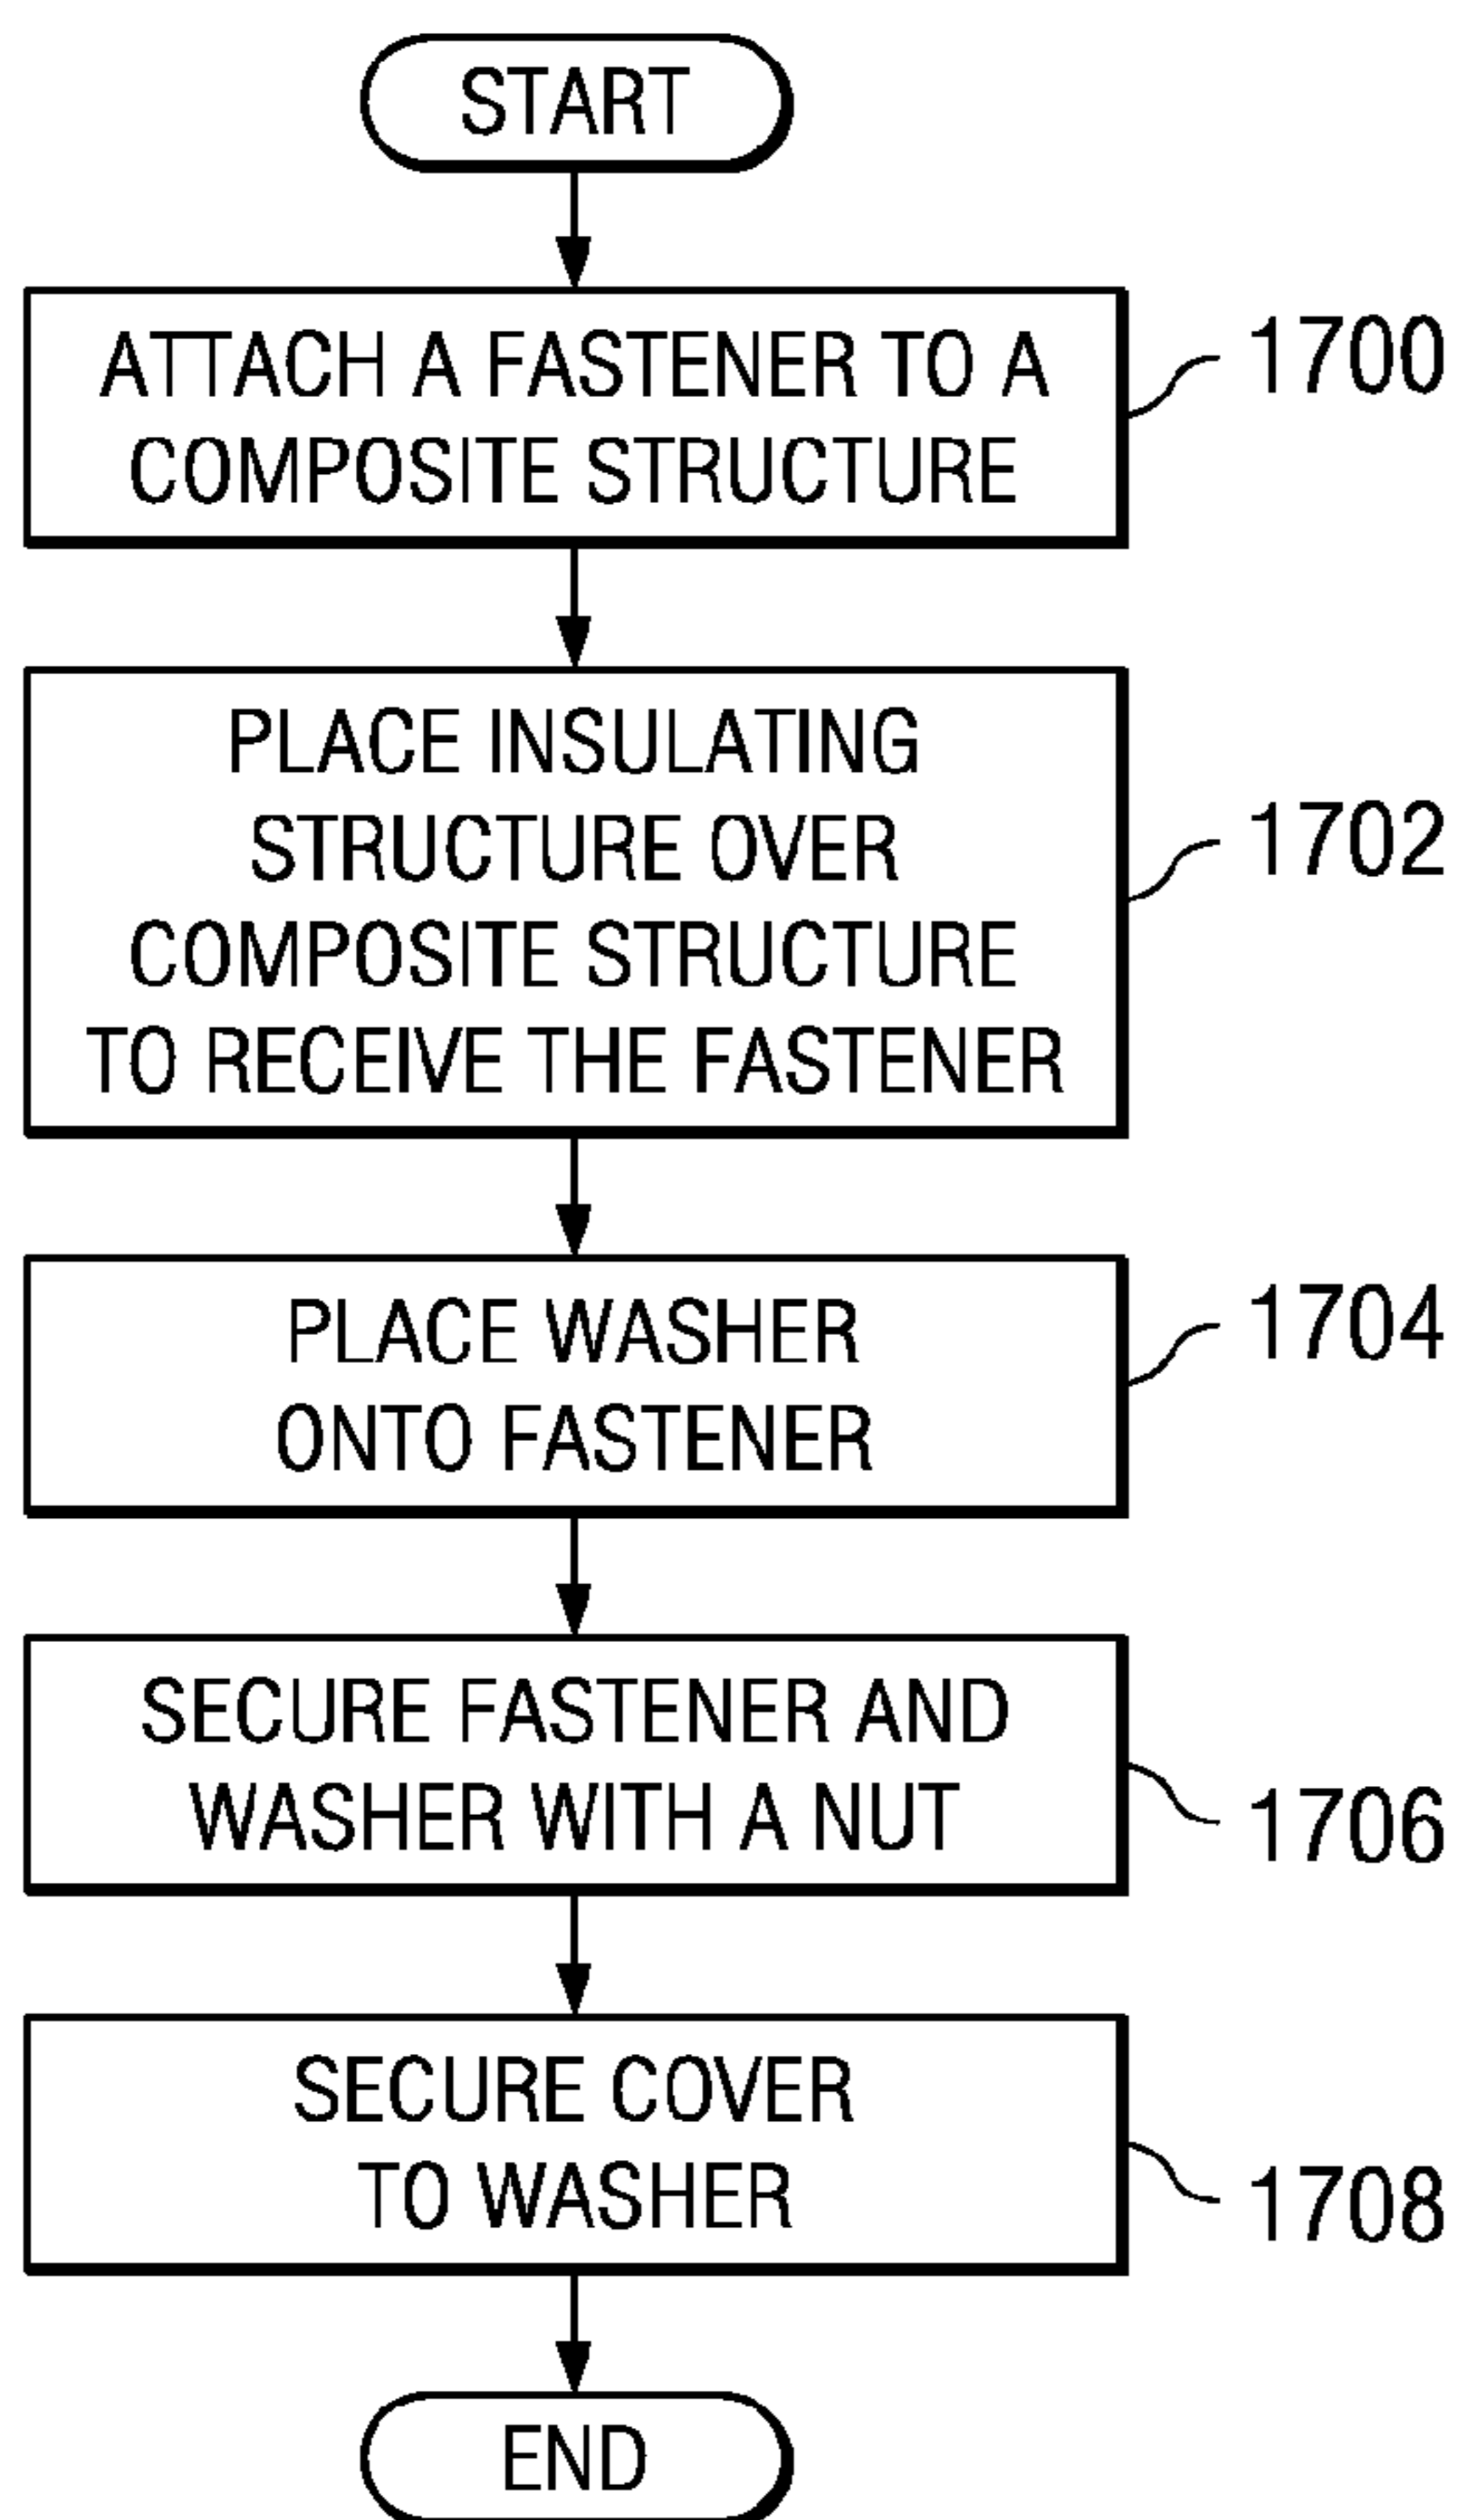 START
ATTACH A FASTENER TO A
COMPOSITE STRUCTURE
1700
PLACE INSULATING
STRUCTURE OVER
COMPOSITE STRUCTURE
TO RECEIVE THE FASTENER
1702
PLACE WASHER
ONTO FASTENER
1704
SECURE FASTENER AND
WASHER WITH A NUT
1706
SECURE COVER
TO WASHER
1708
END